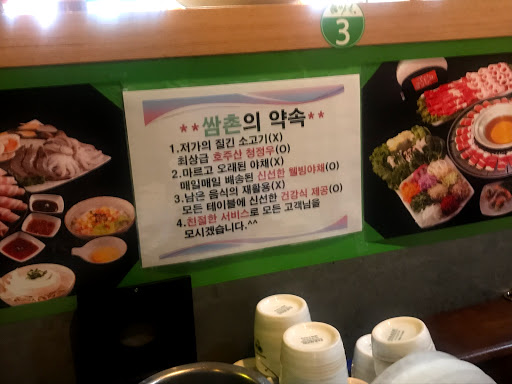 3
**쌈촌의 약속**
1.저가의 질긴 소고기(X)
최상급 호주산 청정우(O)
2.마르고 오래된 야채(X)
매일매일 배송된 신선한 웰빙야채(O)
3.남은 음식의 재활용(X)
모든 테이블에 신선한 건강식 제공(O)
4.친절한 서비스로 모든 고객님을
모시겠습니다.^^